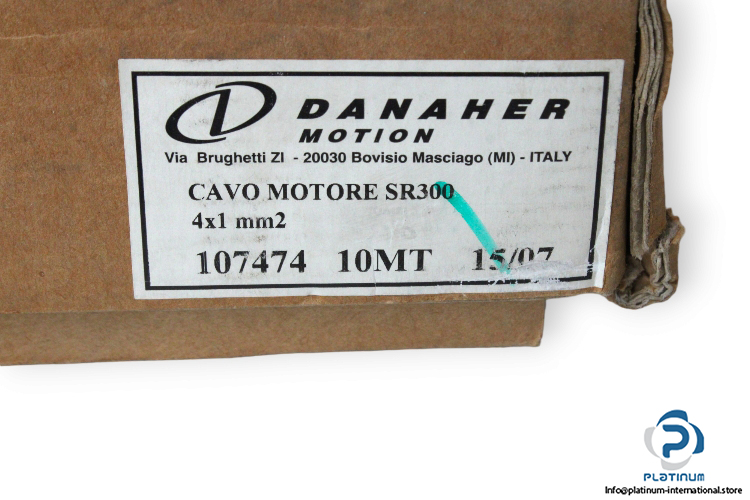 DANAHER
MOTION
Via Brughetti ZI - 20030 Bovisio Masciago (MI) - ITALY
CAVO MOTORE SR300
4x1 mm2
107474 10MT 15/07
PLATINUM
Info@platinum-international.store